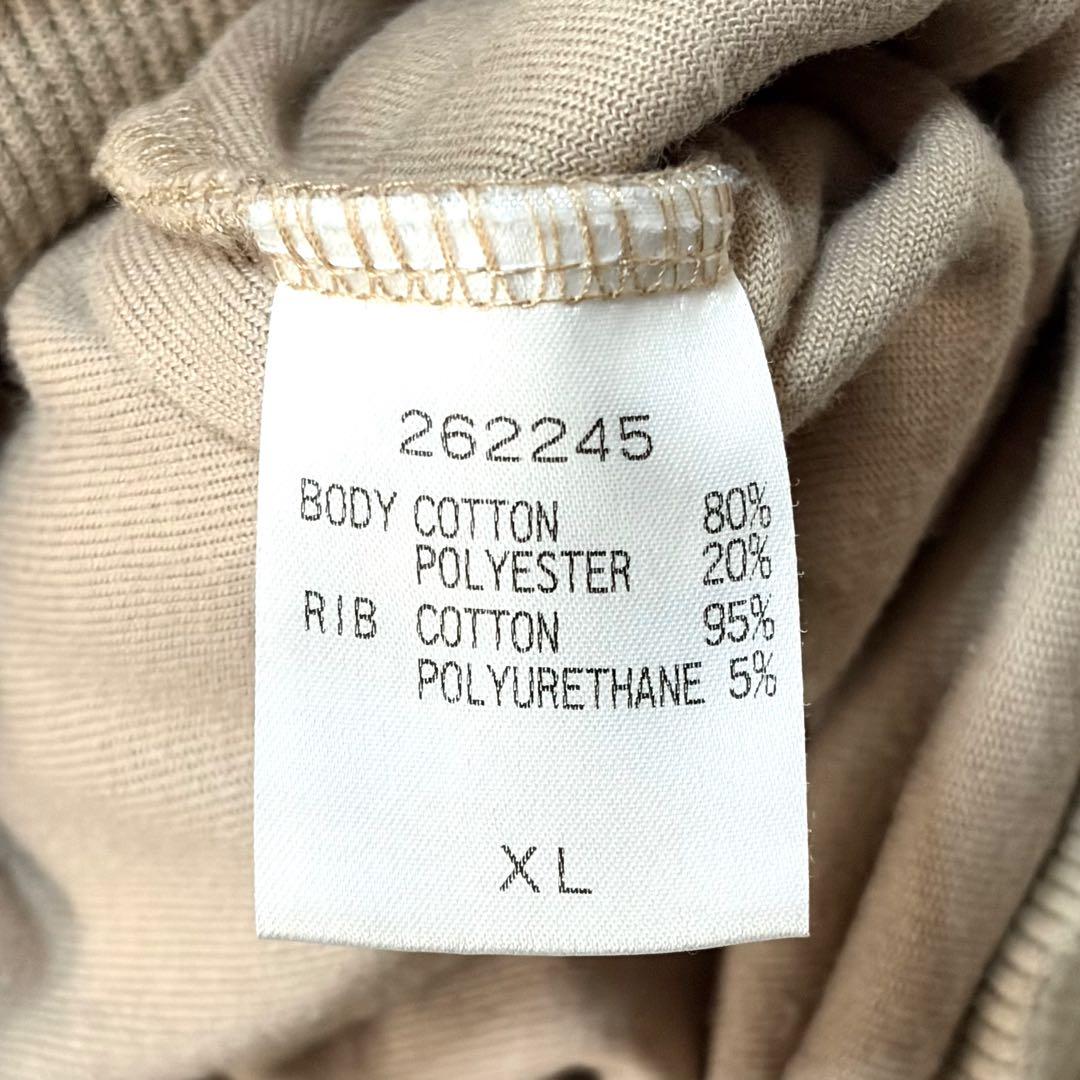 262245
BODY COTTON 80%
POLYESTER 20%
RIB COTTON 95%
POLYURETHANE 5%
XL